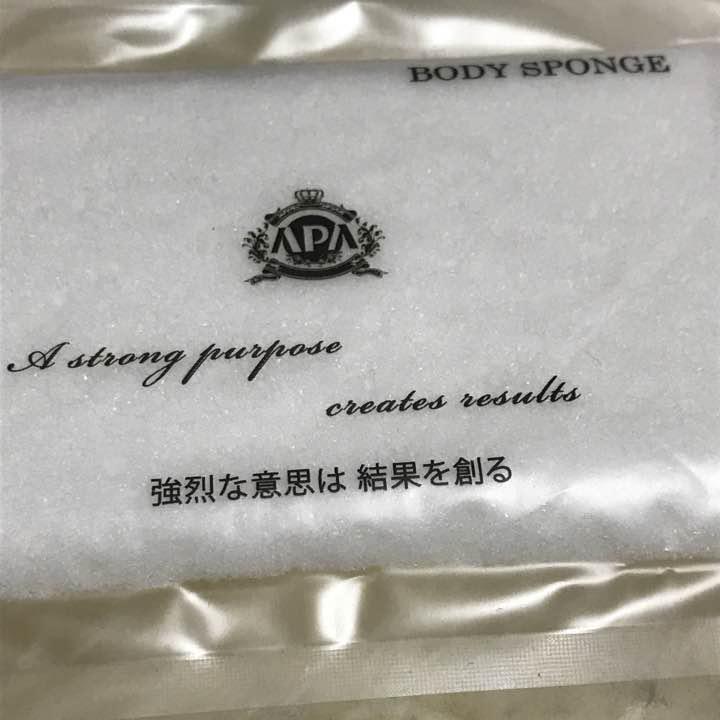 BODY SPONGE
APA
A strong purpose
creates results
強烈な意思は 結果を創る